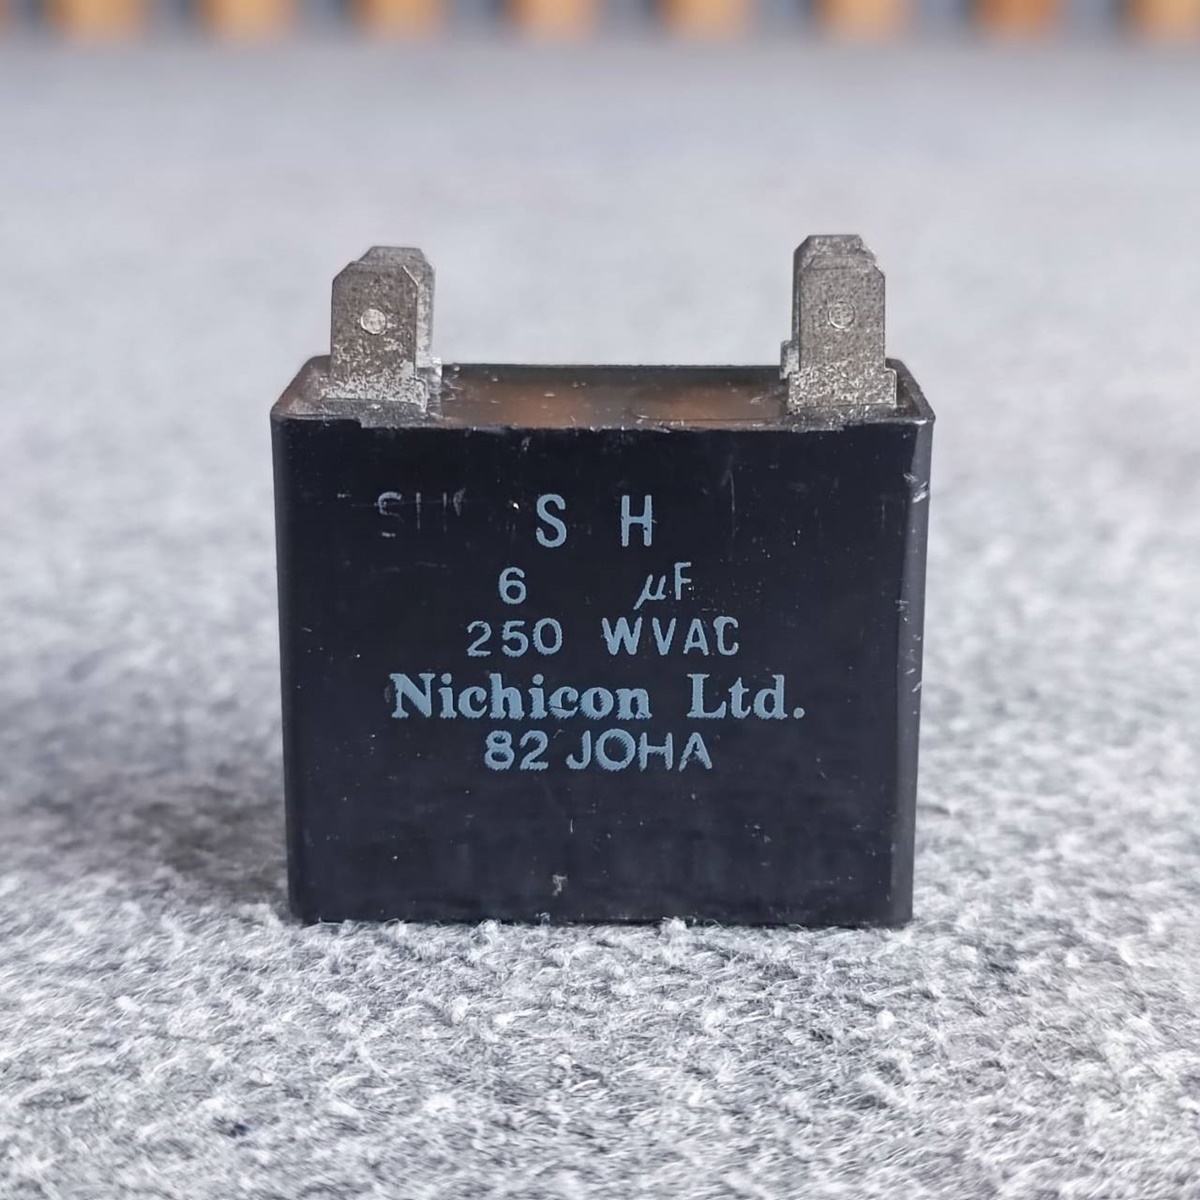 S H
6 µF
250 WVAC
Nichicon Ltd.
82 JOHA